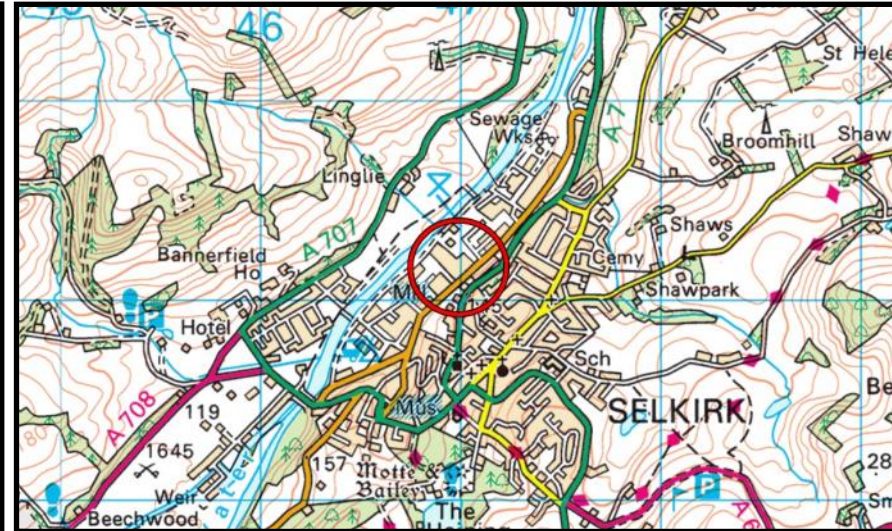 46
St Hele
Sewage
Wks
A 7
Broomhill
Shaw
Linglie
A 707
Shaws
Bannerfield
Ho
Cemy
Mill
Shawpark
Hotel
Sch
A 708
119
Mus
SELKIRK
1645
157
Motte &
Bailey
Weir
Beechwood
The
P